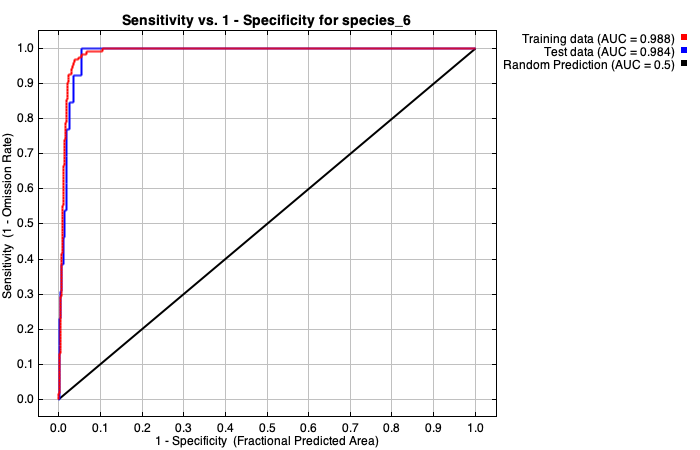 Sensitivity vs. 1 - Specificity for species_6
Training data (AUC = 0.988)
Test data (AUC = 0.984)
Random Prediction (AUC = 0.5)
Sensitivity (1 - Omission Rate)
1.0
0.9
0.8
0.7
0.6
0.5
0.4
0.3
0.2
0.1
0.0
0.0 0.1 0.2 0.3 0.4 0.5 0.6 0.7 0.8 0.9 1.0
1 - Specificity (Fractional Predicted Area)